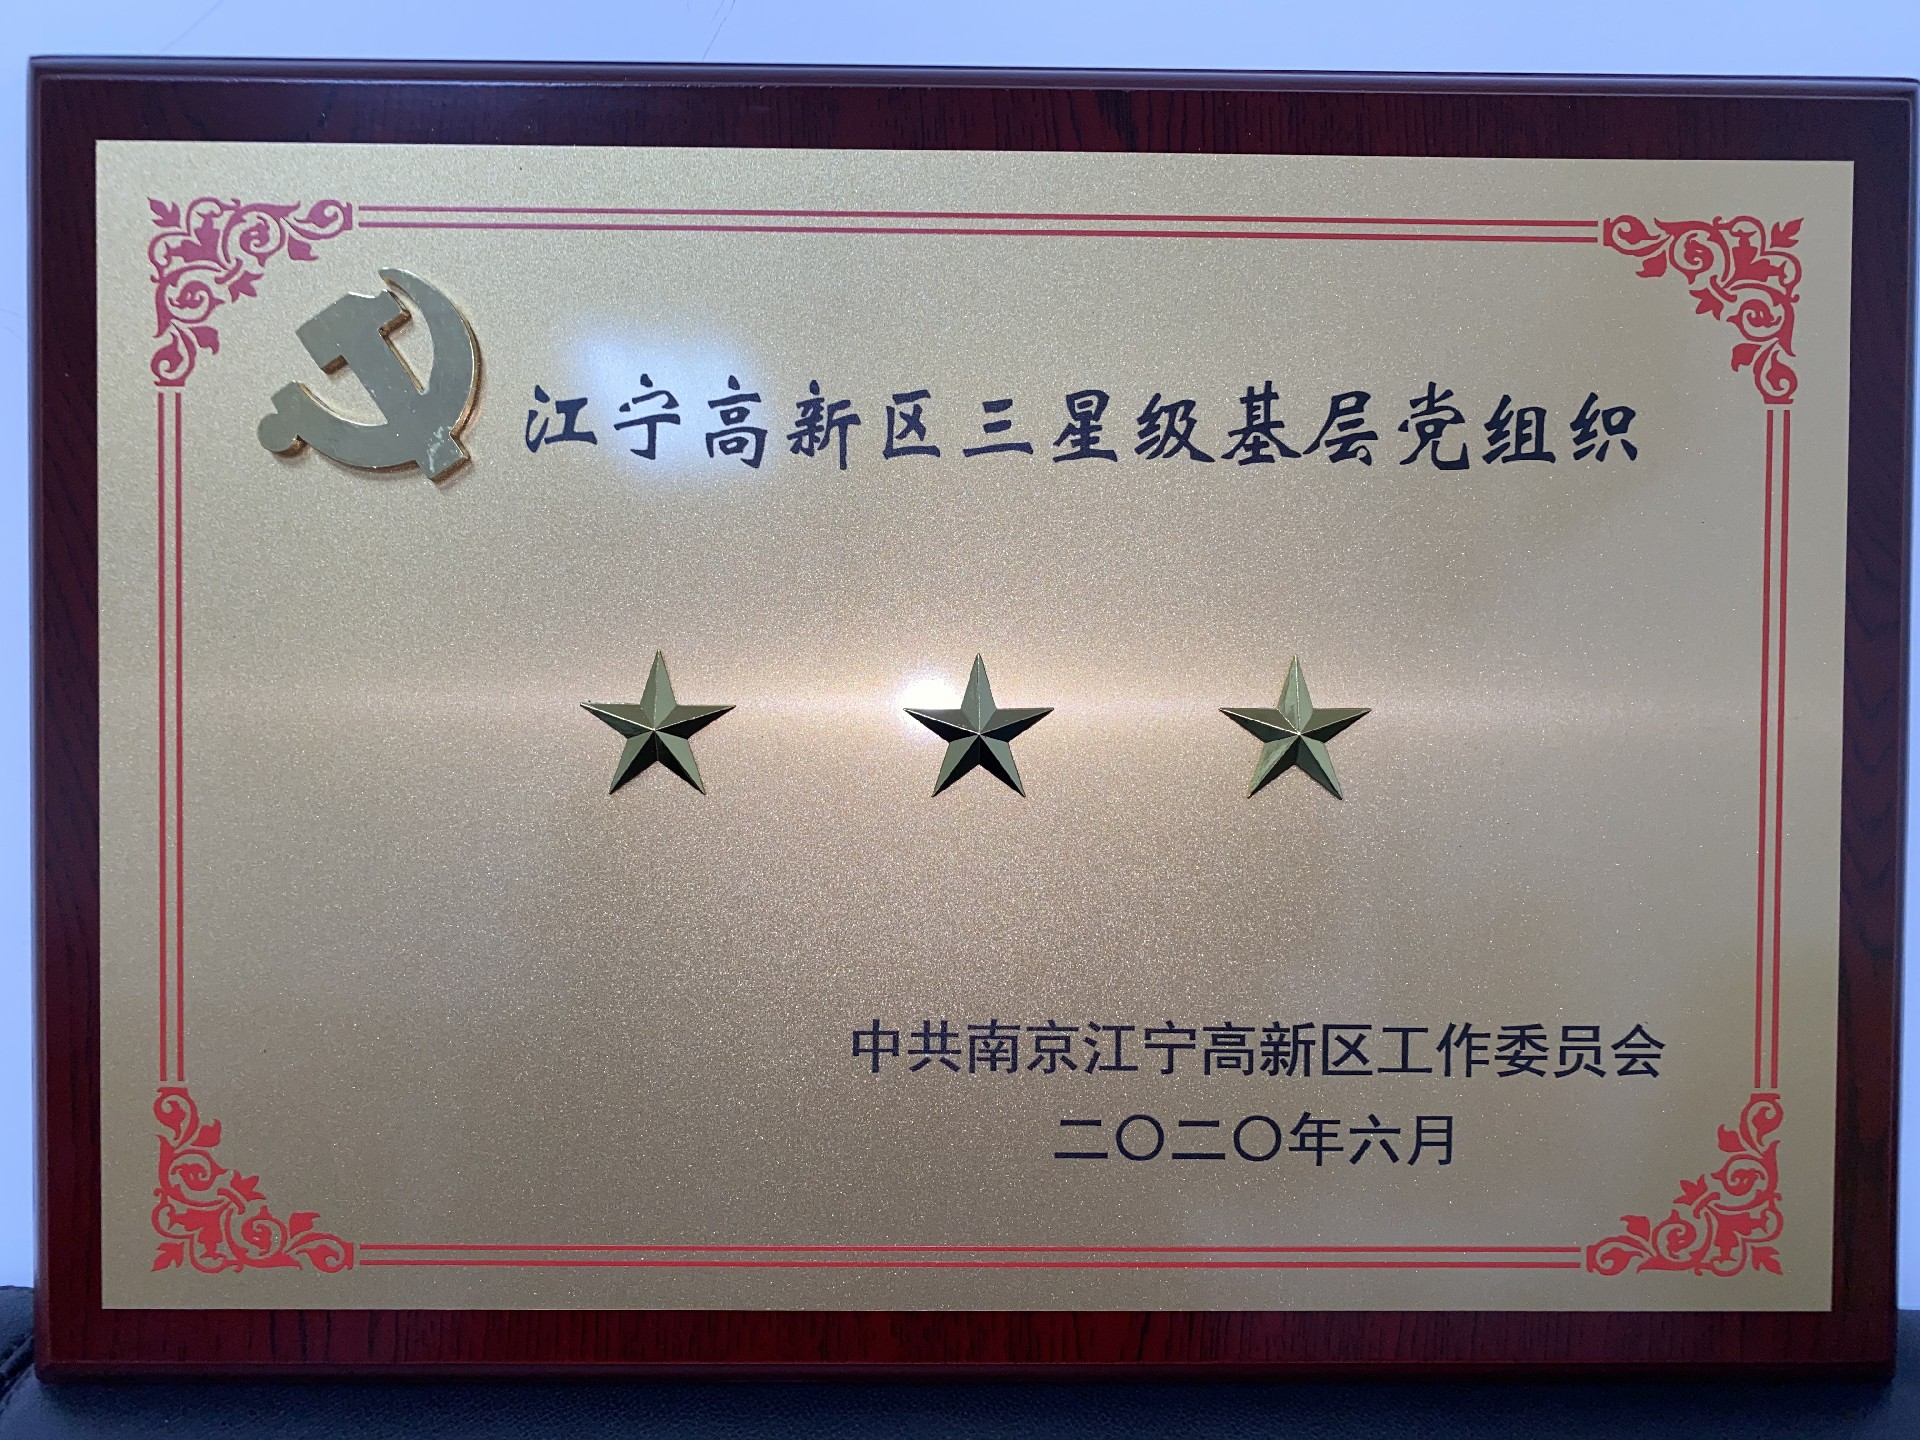 江宁高新区三星级基层党组织
中共南京江宁高新区工作委员会
二〇二〇年六月